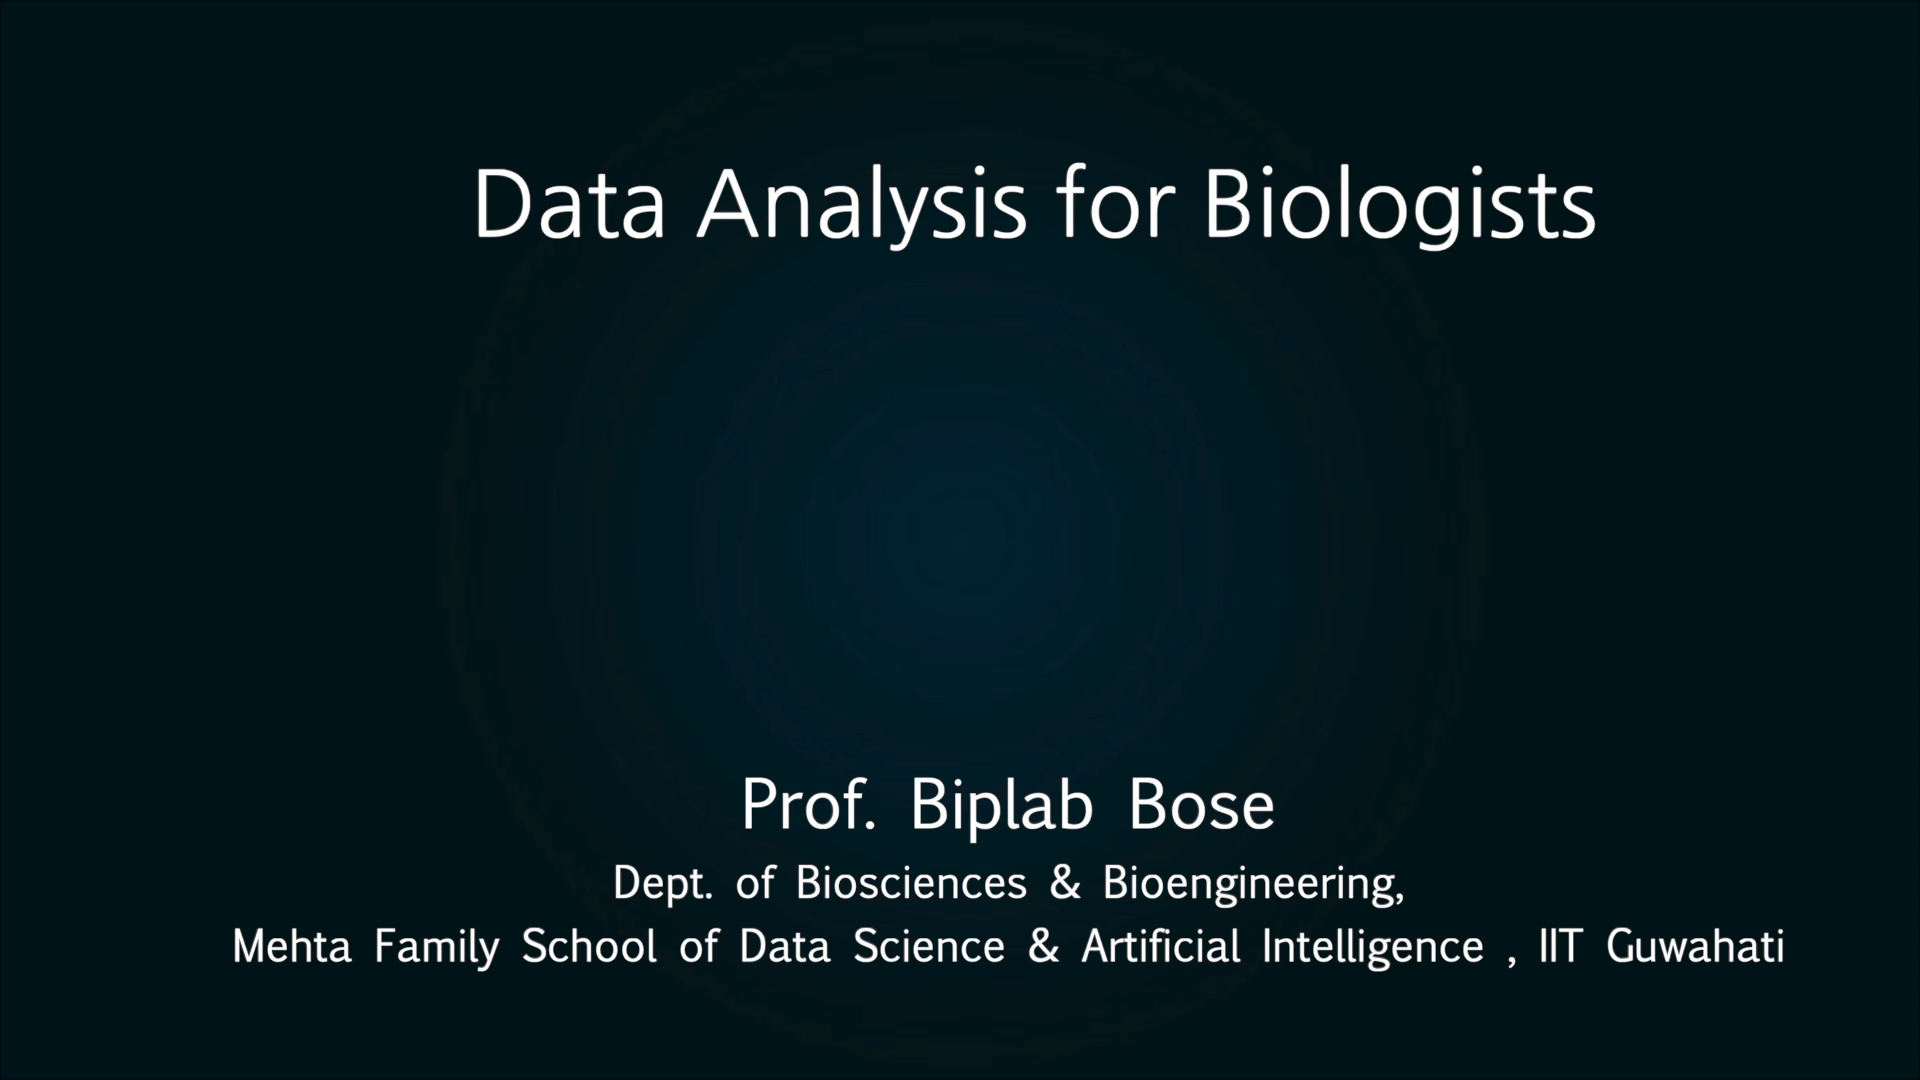 Data Analysis for Biologists
Prof. Biplab Bose
Dept. of Biosciences & Bioengineering,
Mehta Family School of Data Science & Artificial Intelligence , IIT Guwahati